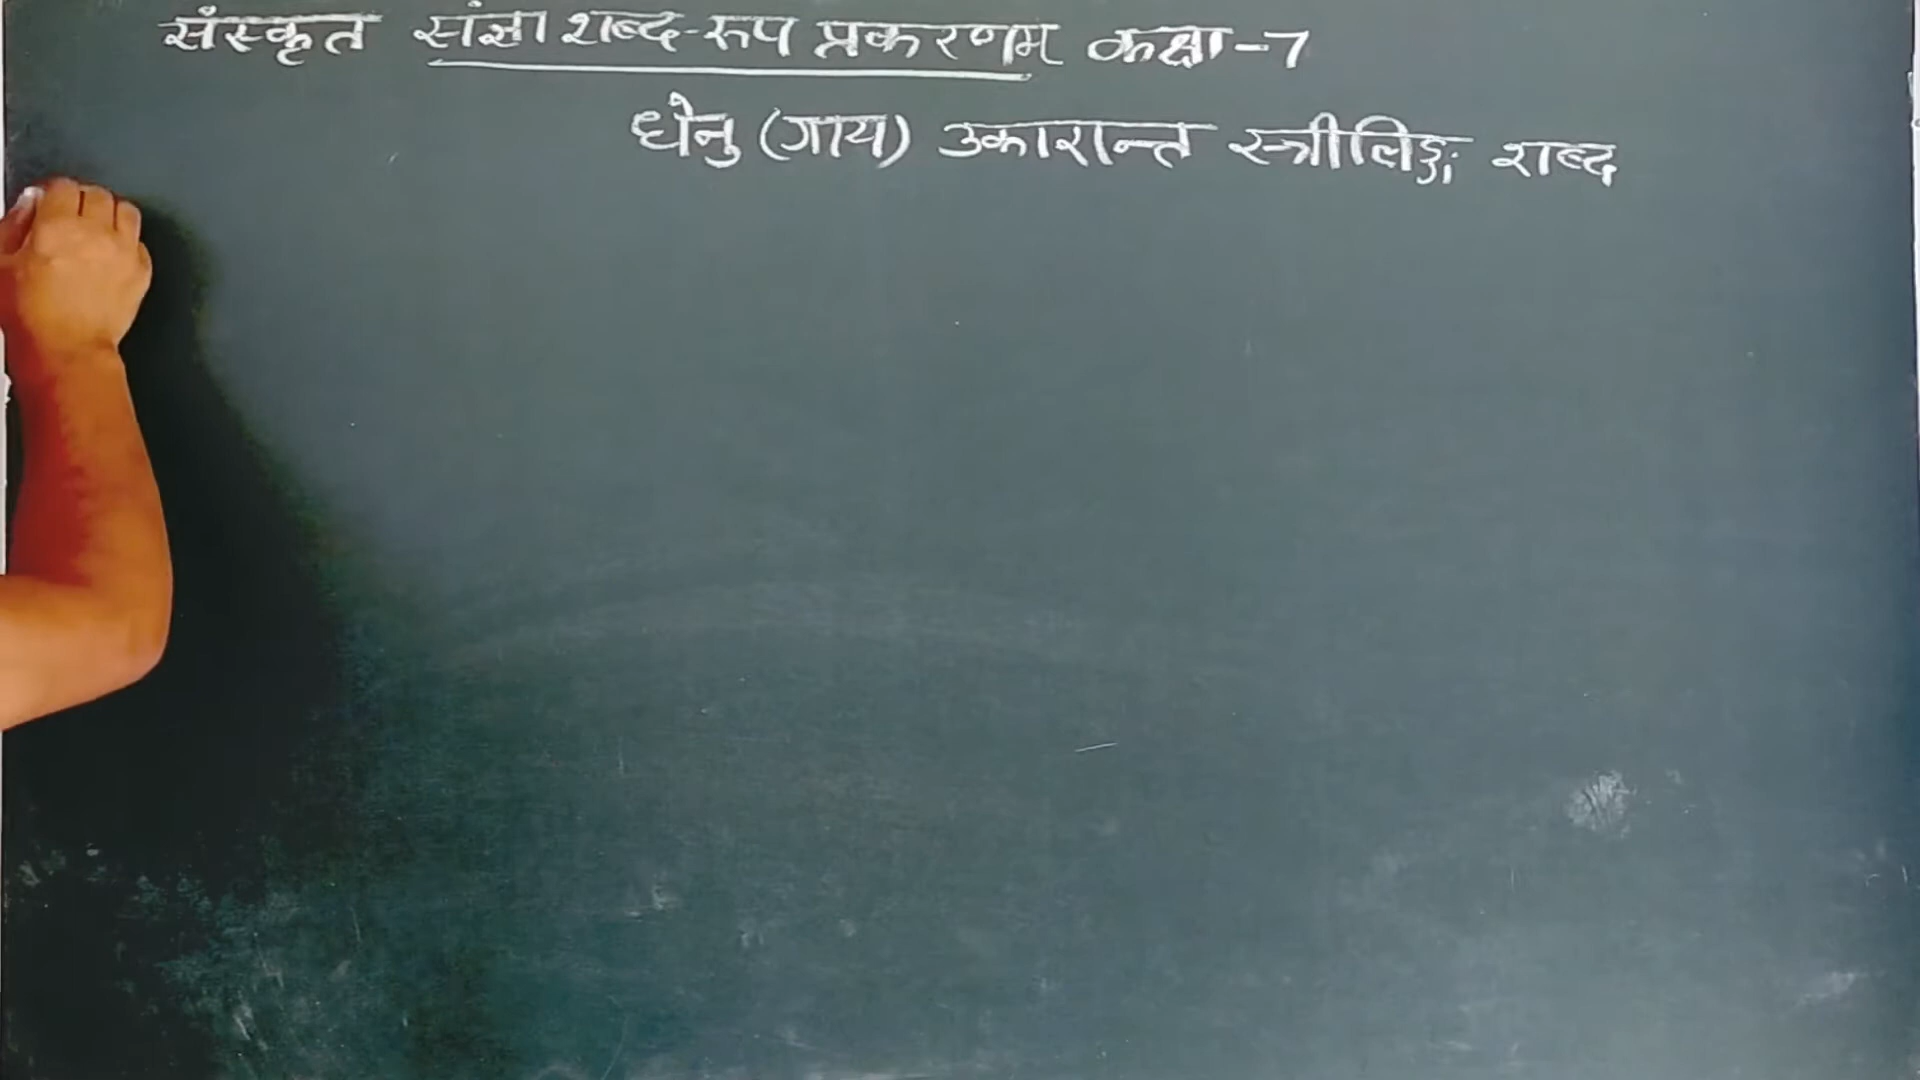 संस्कृत संज्ञा शब्द-रूप प्रकरणम कक्षा-7
धेनु (गाय) उकारान्त स्त्रीलिङ्ग शब्द